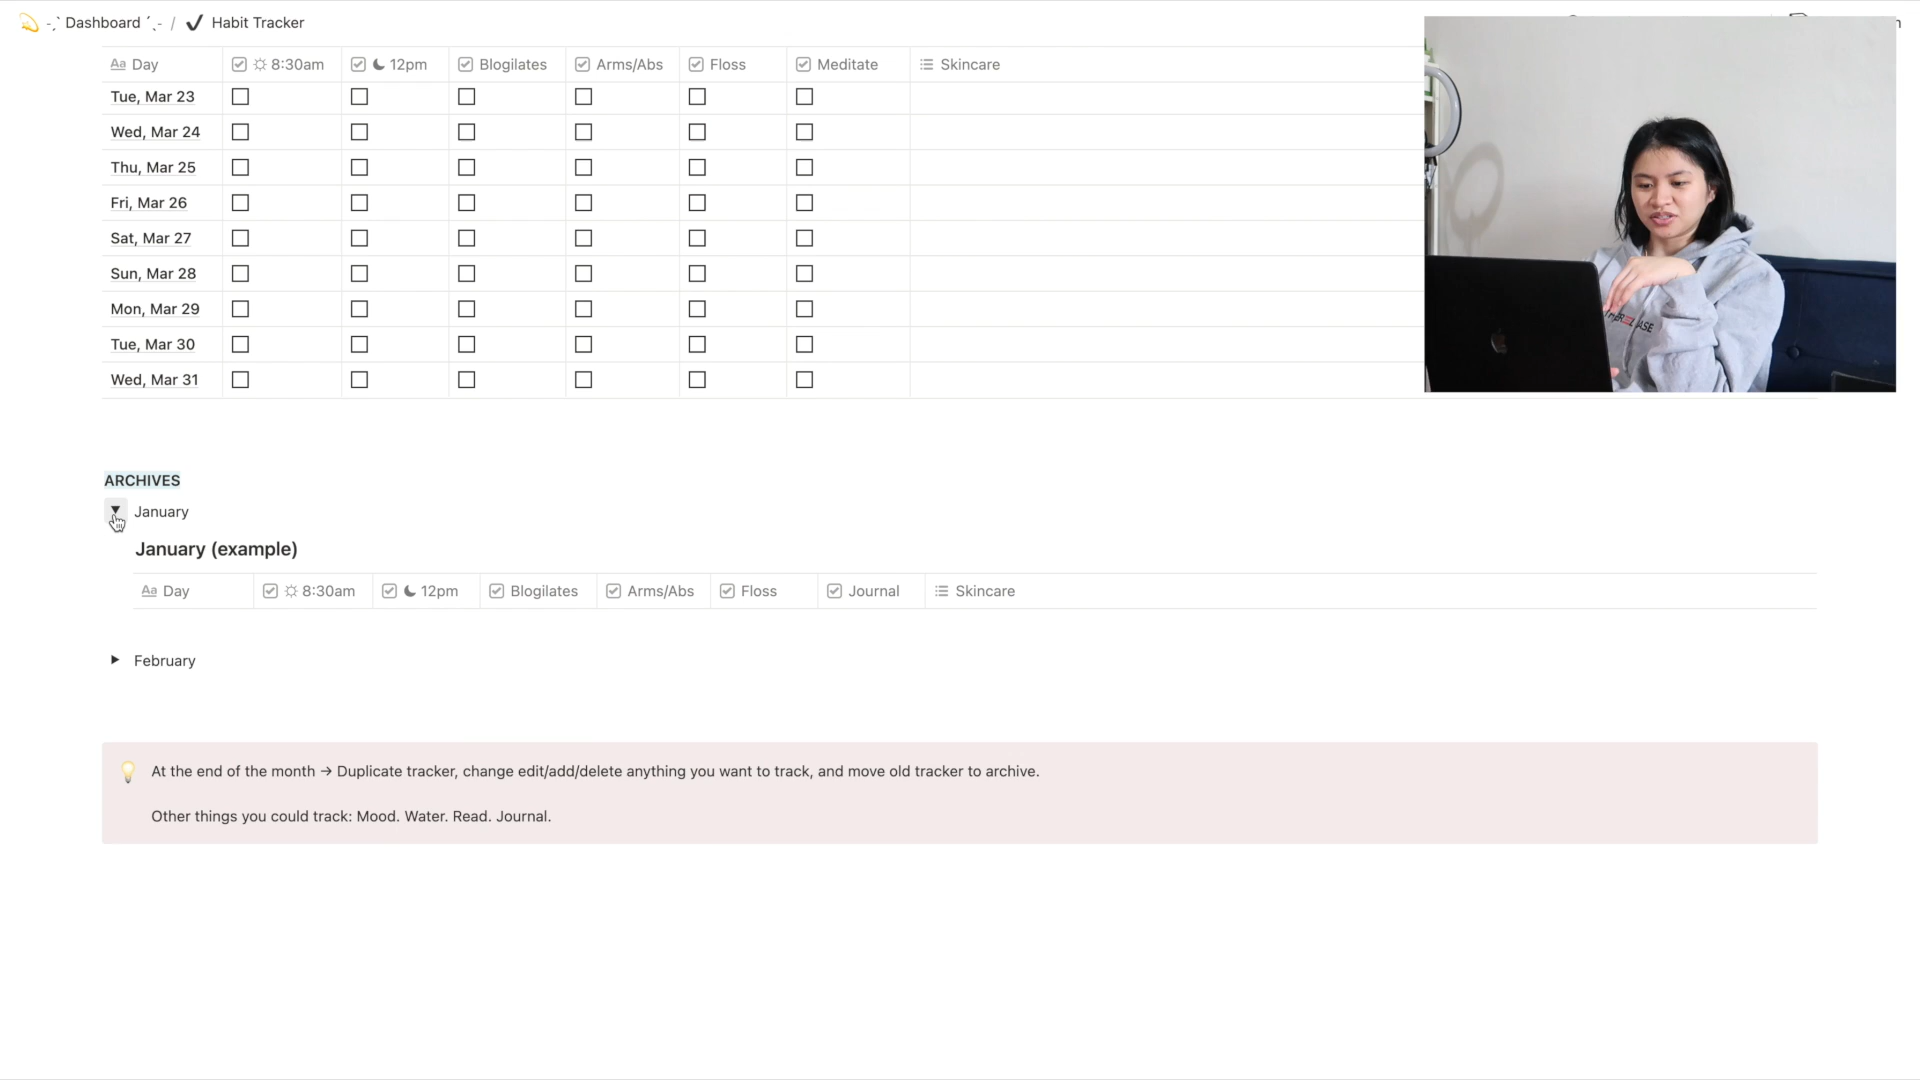 -ˏˋ Dashboard ˊˎ- / Habit Tracker
Aa Day 8:30am 12pm Blogilates Arms/Abs Floss Meditate Skincare
Tue, Mar 23
Wed, Mar 24
Thu, Mar 25
Fri, Mar 26
Sat, Mar 27
Sun, Mar 28
Mon, Mar 29
Tue, Mar 30
Wed, Mar 31
ARCHIVES
January
January (example)
Aa Day 8:30am 12pm Blogilates Arms/Abs Floss Journal Skincare
February
At the end of the month → Duplicate tracker, change edit/add/delete anything you want to track, and move old tracker to archive.
Other things you could track: Mood. Water. Read. Journal.